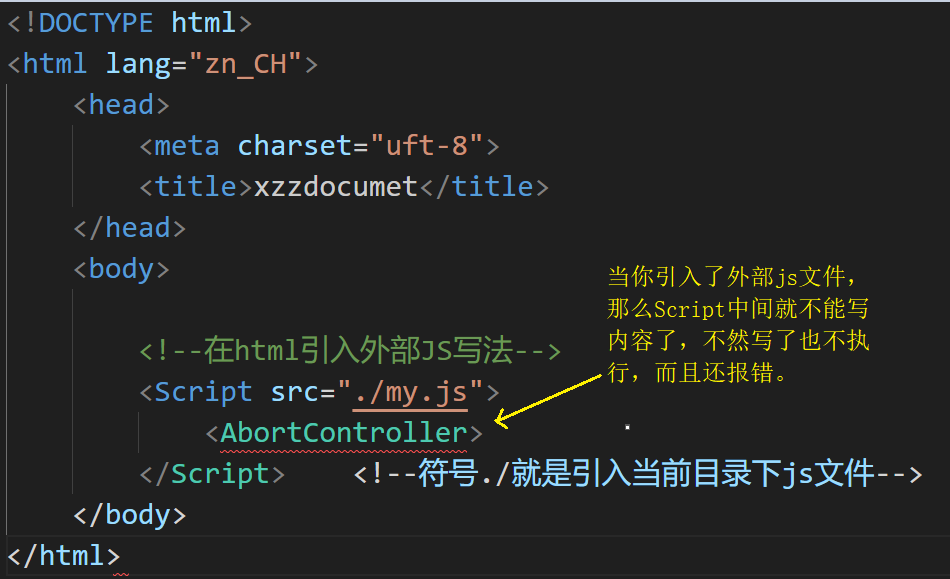 <!DOCTYPE html>
<html lang="zn_CH">
<head>
<meta charset="uft-8">
<title>xzzdocumet</title>
</head>
<body>
当你引入了外部js文件，
那么Script中间就不能写
内容了，不然写了也不执
行，而且还报错。
<!--在html引入外部JS写法-->
<Script src="./my.js">
<AbortController>
</Script> <!--符号./就是引入当前目录下js文件-->
</body>
</html>